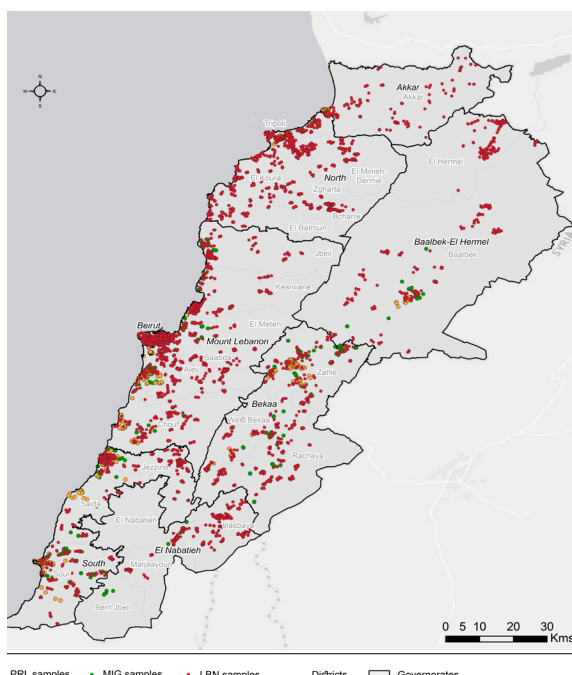 N
W E
S
Akkar
Akkar
Tripoli
El Hermel
North
El Koura
El Minieh
Dennie
Zgharta
Bcharre
El Batroun
Baalbek-El Hermel
Baalbek
SYRIA
Jbeil
Kesrwane
El Meten
Beirut
Mount Lebanon
Baabda
Aley
Zahle
Bekaa
Chouf
West Bekaa
Rachaya
Jezzine
Saida
El Nabatieh
Hasbaya
El Nabatieh
South
Marjaayoun
Sour
Bent Jbeil
0 5 10 20 30
Kms
PRL samples MIG samples LBN samples Districts Governorates